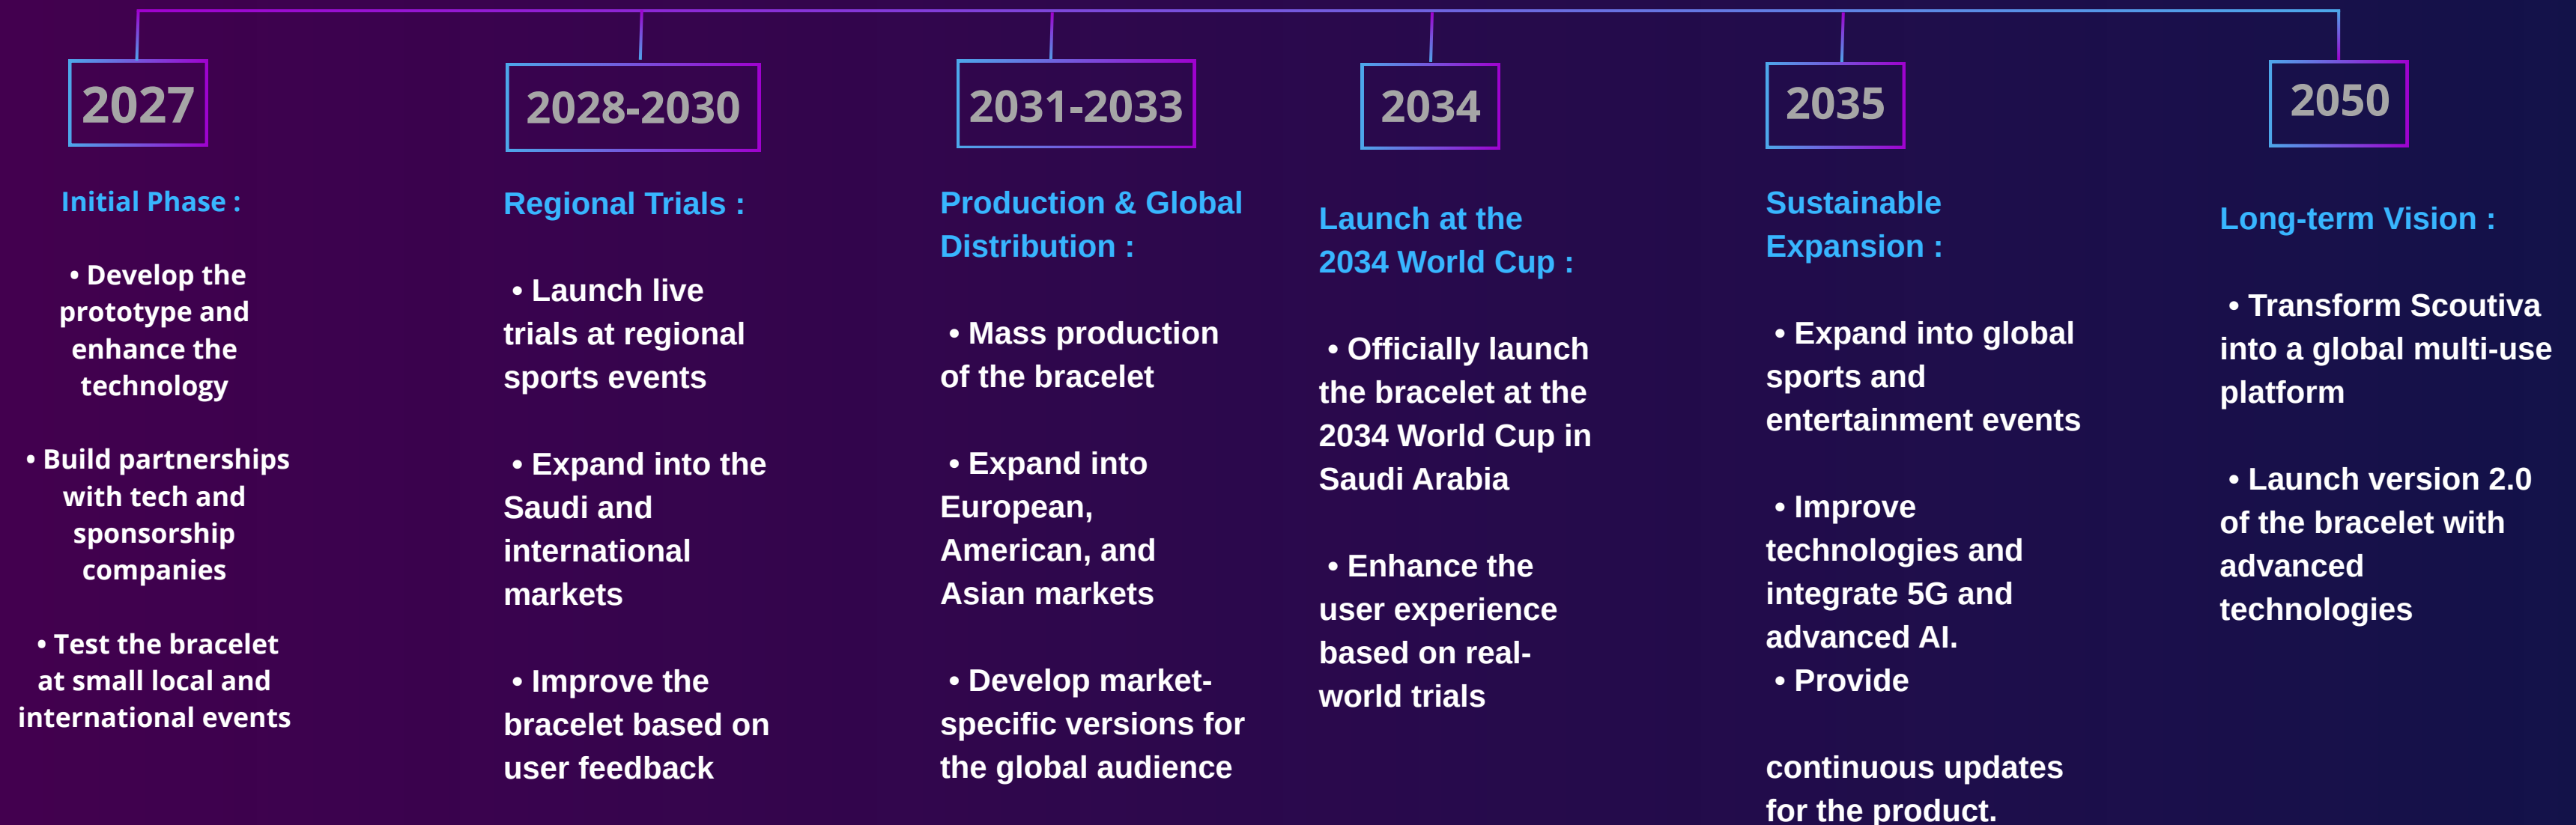 2027
Initial Phase :
• Develop the
prototype and
enhance the
technology
• Build partnerships
with tech and
sponsorship
companies
• Test the bracelet
at small local and
international events
2028-2030
Regional Trials :
• Launch live
trials at regional
sports events
• Expand into the
Saudi and
international
markets
• Improve the
bracelet based on
user feedback
2031-2033
Production & Global
Distribution :
• Mass production
of the bracelet
• Expand into
European,
American, and
Asian markets
• Develop market-
specific versions for
the global audience
2034
Launch at the
2034 World Cup :
• Officially launch
the bracelet at the
2034 World Cup in
Saudi Arabia
• Enhance the
user experience
based on real-
world trials
2035
Sustainable
Expansion :
• Expand into global
sports and
entertainment events
• Improve
technologies and
integrate 5G and
advanced AI.
• Provide
continuous updates
for the product.
2050
Long-term Vision :
• Transform Scoutiva
into a global multi-use
platform
• Launch version 2.0
of the bracelet with
advanced
technologies